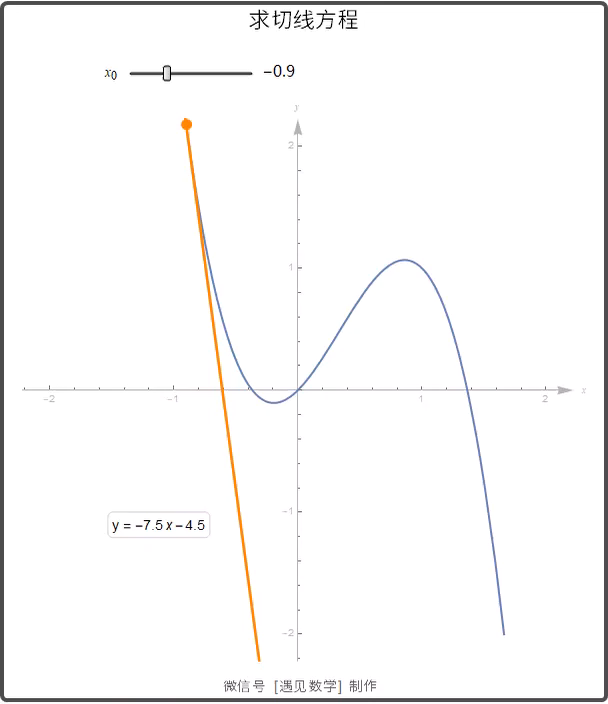 求切线方程
x₀ −0.9
y
2
1
−2 −1 1 2 x
−1
y = −7.5 x − 4.5
−2
微信号 [遇见数学] 制作